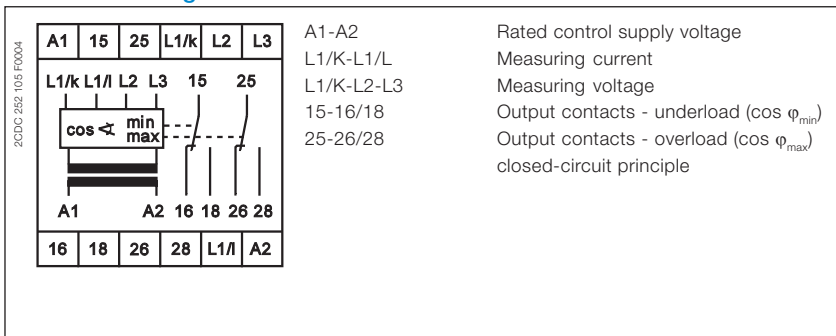 2CDC 252 105 F0004
A1 15 25 L1/k L2 L3
L1/k L1/l L2 L3 15 25
cos ∢ min
max
A1 A2 16 18 26 28
16 18 26 28 L1/l A2
A1-A2 Rated control supply voltage
L1/K-L1/L Measuring current
L1/K-L2-L3 Measuring voltage
15-16/18 Output contacts - underload (cos φmin)
25-26/28 Output contacts - overload (cos φmax)
closed-circuit principle